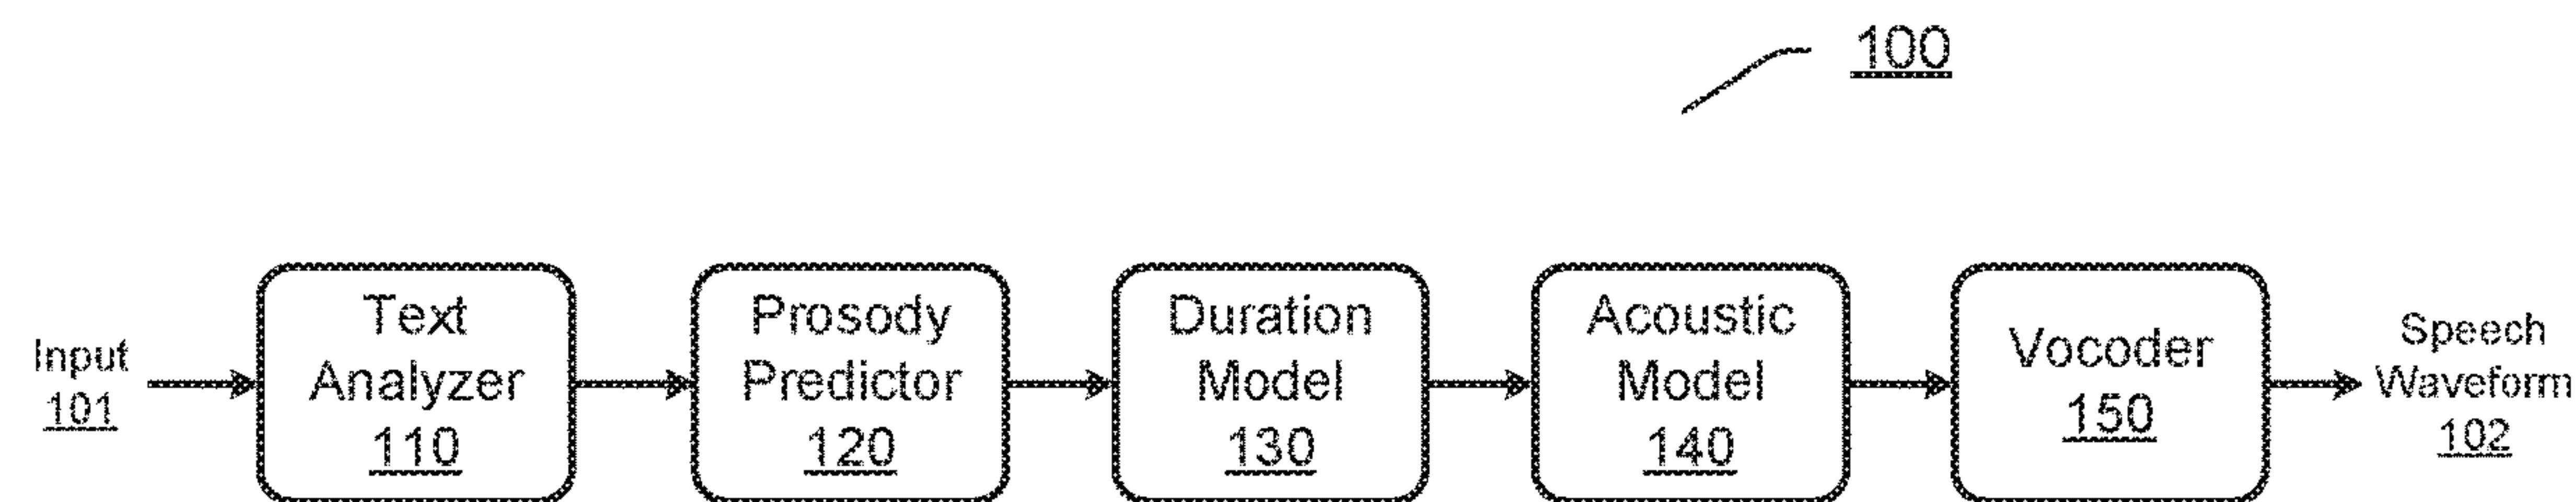 100
Input
101
Text
Analyzer
110
Prosody
Predictor
120
Duration
Model
130
Acoustic
Model
140
Vocoder
150
Speech
Waveform
102